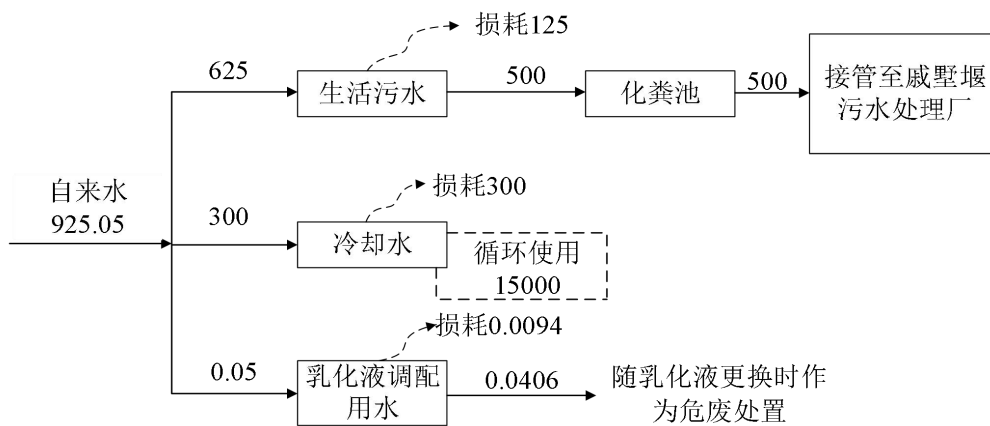 损耗125
625
生活污水
500
化粪池
500
接管至戚墅堰
污水处理厂
自来水
925.05
损耗300
300
冷却水
循环使用
15000
损耗0.0094
0.05
乳化液调配
用水
0.0406
随乳化液更换时作
为危废处置